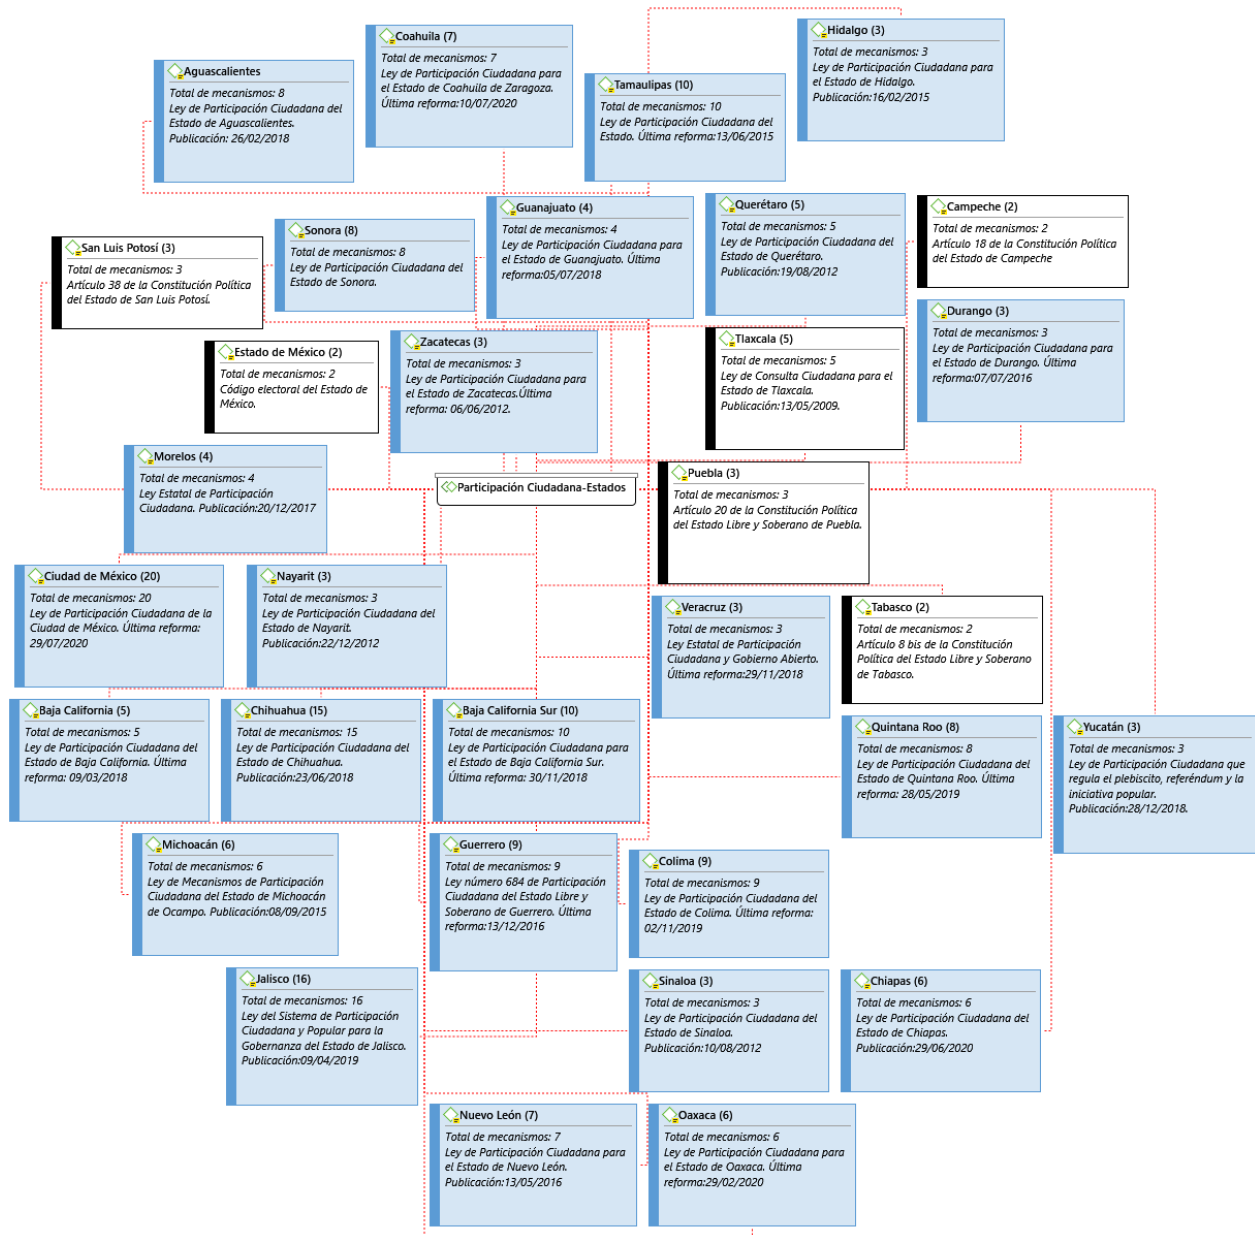 Coahuila (7)
Total de mecanismos: 7
Ley de Participación Ciudadana para
el Estado de Coahuila de Zaragoza.
Última reforma:10/07/2020
Hidalgo (3)
Total de mecanismos: 3
Ley de Participación Ciudadana para
el Estado de Hidalgo.
Publicación:16/02/2015
Aguascalientes
Total de mecanismos: 8
Ley de Participación Ciudadana del
Estado de Aguascalientes.
Publicación: 26/02/2018
Tamaulipas (10)
Total de mecanismos: 10
Ley de Participación Ciudadana del
Estado. Última reforma:13/06/2015
Guanajuato (4)
Total de mecanismos: 4
Ley de Participación Ciudadana para
el Estado de Guanajuato. Última
reforma:05/07/2018
Querétaro (5)
Total de mecanismos: 5
Ley de Participación Ciudadana del
Estado de Querétaro.
Publicación:19/08/2012
Campeche (2)
Total de mecanismos: 2
Artículo 18 de la Constitución Política
del Estado de Campeche
Sonora (8)
Total de mecanismos: 8
Ley de Participación Ciudadana del
Estado de Sonora.
San Luis Potosí (3)
Total de mecanismos: 3
Artículo 38 de la Constitución Política
del Estado de San Luis Potosí.
Durango (3)
Total de mecanismos: 3
Ley de Participación Ciudadana para
el Estado de Durango. Última
reforma:07/07/2016
Estado de México (2)
Total de mecanismos: 2
Código electoral del Estado de
México.
Zacatecas (3)
Total de mecanismos: 3
Ley de Participación Ciudadana para
el Estado de Zacatecas.Última
reforma: 06/06/2012.
Tlaxcala (5)
Total de mecanismos: 5
Ley de Consulta Ciudadana para el
Estado de Tlaxcala.
Publicación:13/05/2009.
Morelos (4)
Total de mecanismos: 4
Ley Estatal de Participación
Ciudadana. Publicación:20/12/2017
Participación Ciudadana-Estados
Puebla (3)
Total de mecanismos: 3
Artículo 20 de la Constitución Política
del Estado Libre y Soberano de Puebla.
Ciudad de México (20)
Total de mecanismos: 20
Ley de Participación Ciudadana de la
Ciudad de México. Última reforma:
29/07/2020
Nayarit (3)
Total de mecanismos: 3
Ley de Participación Ciudadana del
Estado de Nayarit.
Publicación:22/12/2012
Veracruz (3)
Total de mecanismos: 3
Ley Estatal de Participación
Ciudadana y Gobierno Abierto.
Última reforma:29/11/2018
Tabasco (2)
Total de mecanismos: 2
Artículo 8 bis de la Constitución
Política del Estado Libre y Soberano
de Tabasco.
Baja California (5)
Total de mecanismos: 5
Ley de Participación Ciudadana del
Estado de Baja California. Última
reforma: 09/03/2018
Chihuahua (15)
Total de mecanismos: 15
Ley de Participación Ciudadana del
Estado de Chihuahua.
Publicación:23/06/2018
Baja California Sur (10)
Total de mecanismos: 10
Ley de Participación Ciudadana para
el Estado de Baja California Sur.
Última reforma: 30/11/2018
Quintana Roo (8)
Total de mecanismos: 8
Ley de Participación Ciudadana del
Estado de Quintana Roo. Última
reforma: 28/05/2019
Yucatán (3)
Total de mecanismos: 3
Ley de Participación Ciudadana que
regula el plebiscito, referéndum y la
iniciativa popular.
Publicación:28/12/2018.
Michoacán (6)
Total de mecanismos: 6
Ley de Mecanismos de Participación
Ciudadana del Estado de Michoacán
de Ocampo. Publicación:08/09/2015
Guerrero (9)
Total de mecanismos: 9
Ley número 684 de Participación
Ciudadana del Estado Libre y
Soberano de Guerrero. Última
reforma:13/12/2016
Colima (9)
Total de mecanismos: 9
Ley de Participación Ciudadana del
Estado de Colima. Última reforma:
02/11/2019
Jalisco (16)
Total de mecanismos: 16
Ley del Sistema de Participación
Ciudadana y Popular para la
Gobernanza del Estado de Jalisco.
Publicación:09/04/2019
Sinaloa (3)
Total de mecanismos: 3
Ley de Participación Ciudadana del
Estado de Sinaloa.
Publicación:10/08/2012
Chiapas (6)
Total de mecanismos: 6
Ley de Participación Ciudadana del
Estado de Chiapas.
Publicación:29/06/2020
Nuevo León (7)
Total de mecanismos: 7
Ley de Participación Ciudadana para
el Estado de Nuevo León.
Publicación:13/05/2016
Oaxaca (6)
Total de mecanismos: 6
Ley de Participación Ciudadana para
el Estado de Oaxaca. Última
reforma:29/02/2020